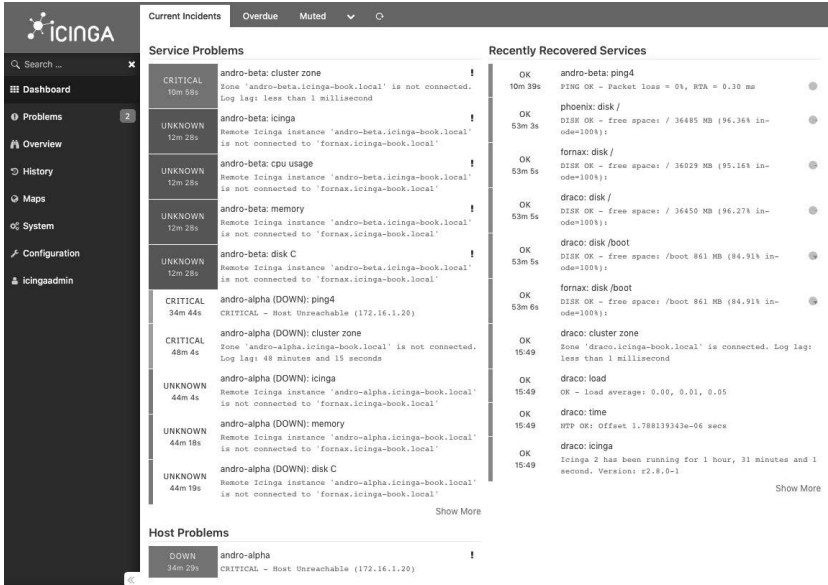 ICINGA
Search ...
Dashboard
Problems
2
Overview
History
Maps
System
Configuration
icingaadmin
Current Incidents Overdue Muted
Service Problems
CRITICAL
10m 58s
andro-beta: cluster zone
Zone 'andro-beta.icinga-book.local' is not connected.
Log lag: less than 1 millisecond
UNKNOWN
12m 28s
andro-beta: icinga
Remote Icinga instance 'andro-beta.icinga-book.local'
is not connected to 'fornax.icinga-book.local'
UNKNOWN
12m 28s
andro-beta: cpu usage
Remote Icinga instance 'andro-beta.icinga-book.local'
is not connected to 'fornax.icinga-book.local'
UNKNOWN
12m 28s
andro-beta: memory
Remote Icinga instance 'andro-beta.icinga-book.local'
is not connected to 'fornax.icinga-book.local'
UNKNOWN
12m 28s
andro-beta: disk C
Remote Icinga instance 'andro-beta.icinga-book.local'
is not connected to 'fornax.icinga-book.local'
CRITICAL
34m 44s
andro-alpha (DOWN): ping4
CRITICAL - Host Unreachable (172.16.1.20)
CRITICAL
48m 4s
andro-alpha (DOWN): cluster zone
Zone 'andro-alpha.icinga-book.local' is not connected.
Log lag: 48 minutes and 15 seconds
UNKNOWN
44m 4s
andro-alpha (DOWN): icinga
Remote Icinga instance 'andro-alpha.icinga-book.local'
is not connected to 'fornax.icinga-book.local'
UNKNOWN
44m 18s
andro-alpha (DOWN): memory
Remote Icinga instance 'andro-alpha.icinga-book.local'
is not connected to 'fornax.icinga-book.local'
UNKNOWN
44m 19s
andro-alpha (DOWN): disk C
Remote Icinga instance 'andro-alpha.icinga-book.local'
is not connected to 'fornax.icinga-book.local'
Show More
Host Problems
DOWN
34m 29s
andro-alpha
CRITICAL - Host Unreachable (172.16.1.20)
Recently Recovered Services
OK
10m 39s
andro-beta: ping4
PING OK - Packet loss = 0%, RTA = 0.30 ms
OK
53m 3s
phoenix: disk /
DISK OK - free space: / 36485 MB (96.36% in-
ode=100%):
OK
53m 5s
fornax: disk /
DISK OK - free space: / 36029 MB (95.16% in-
ode=100%):
OK
53m 5s
draco: disk /
DISK OK - free space: / 36450 MB (96.27% in-
ode=100%):
OK
53m 5s
draco: disk /boot
DISK OK - free space: /boot 861 MB (84.91% in-
ode=100%):
OK
53m 6s
fornax: disk /boot
DISK OK - free space: /boot 861 MB (84.91% in-
ode=100%):
OK
15:49
draco: cluster zone
Zone 'draco.icinga-book.local' is connected. Log lag:
less than 1 millisecond
OK
15:49
draco: load
OK - load average: 0.00, 0.01, 0.05
OK
15:49
draco: time
NTP OK: Offset 1.788139343e-06 secs
OK
15:49
draco: icinga
Icinga 2 has been running for 1 hour, 31 minutes and 1
second. Version: r2.8.0-1
Show More